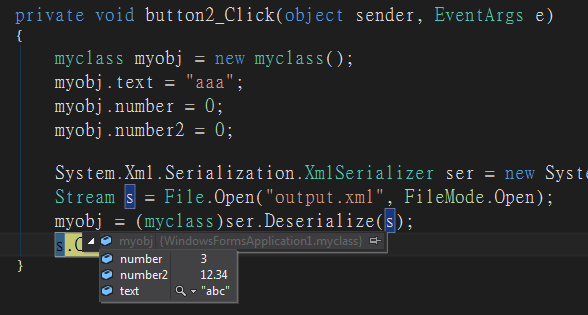 private void button2_Click(object sender, EventArgs e)
{
myclass myobj = new myclass();
myobj.text = "aaa";
myobj.number = 0;
myobj.number2 = 0;
System.Xml.Serialization.XmlSerializer ser = new
Stream s = File.Open("output.xml", FileMode.Open);
myobj = (myclass)ser.Deserialize(s);
s. myobj {WindowsFormsApplication1.myclass}
number 3
number2 12.34
text "abc"
}